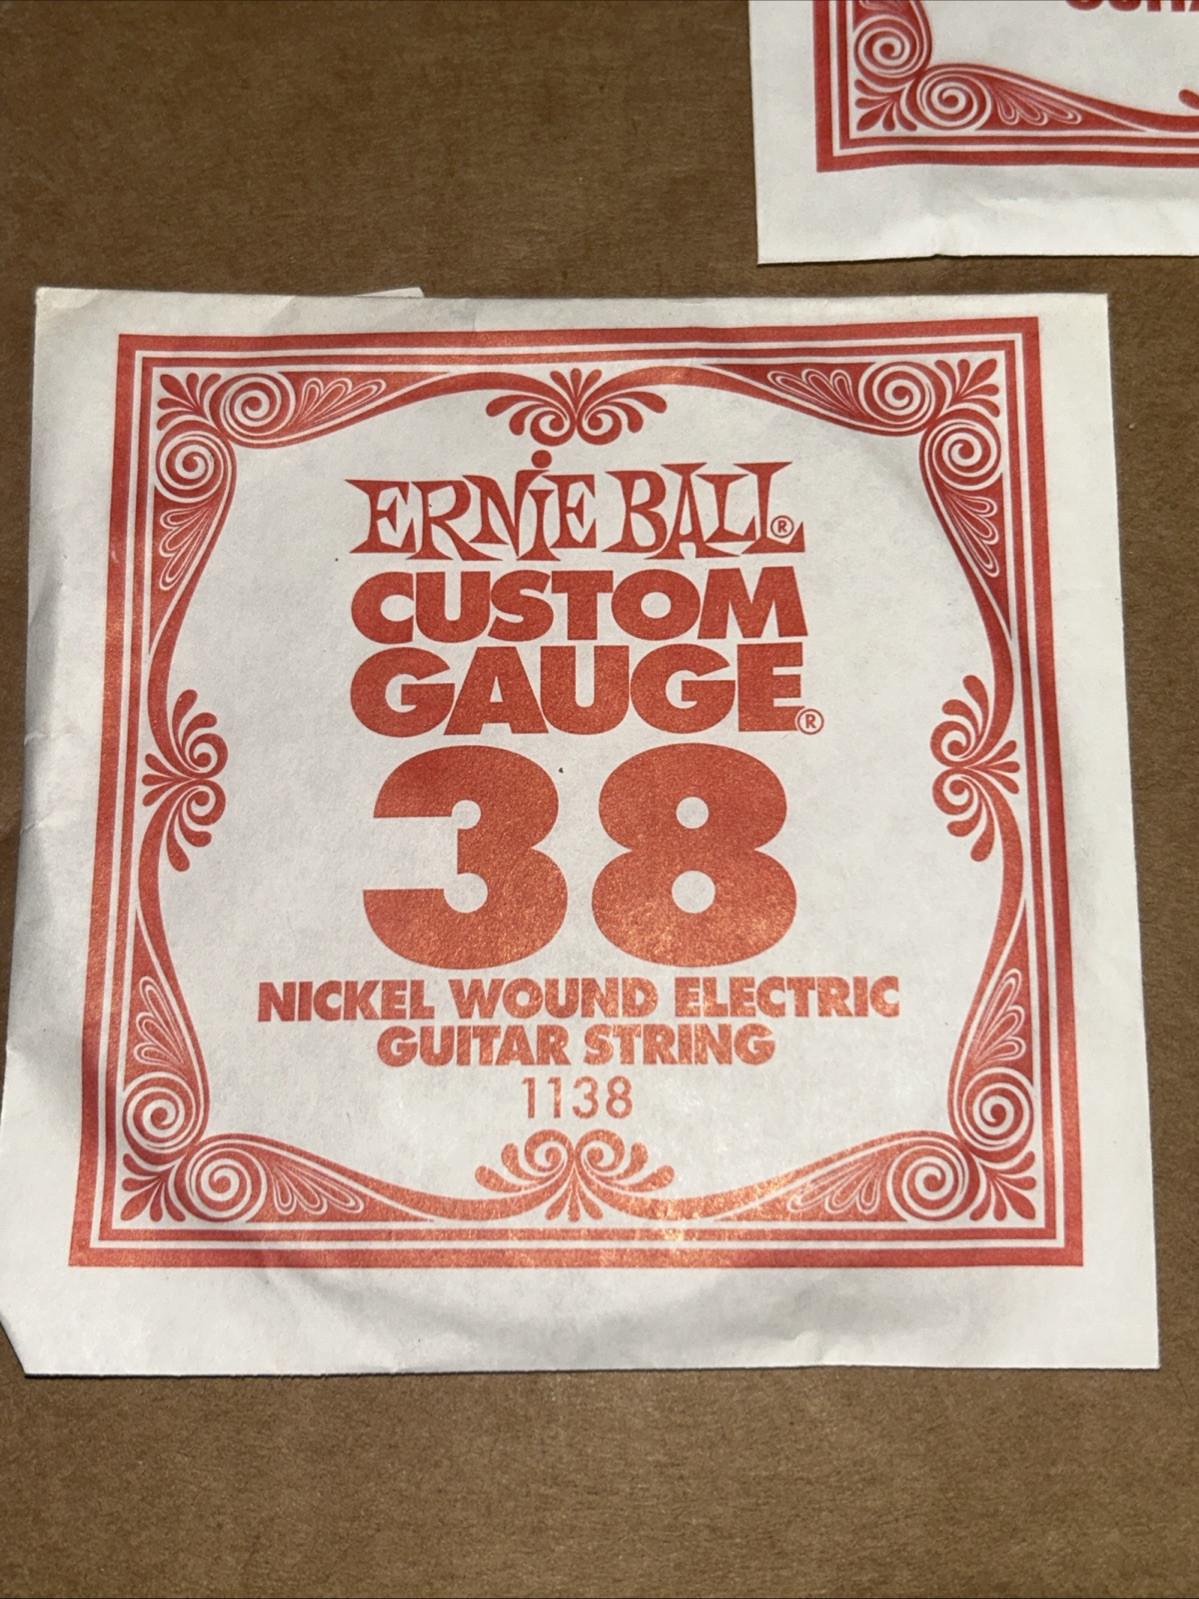 ERNiE BALL®
CUSTOM
GAUGE®
38
NICKEL WOUND ELECTRIC
GUITAR STRING
1138